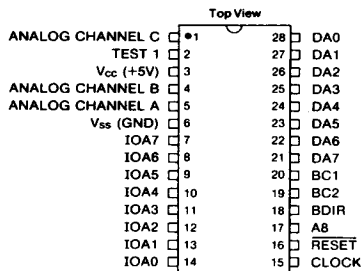 Top View
ANALOG CHANNEL C 1 28 DA0
TEST 1 2 27 DA1
Vcc (+5V) 3 26 DA2
ANALOG CHANNEL B 4 25 DA3
ANALOG CHANNEL A 5 24 DA4
Vss (GND) 6 23 DA5
IOA7 7 22 DA6
IOA6 8 21 DA7
IOA5 9 20 BC1
IOA4 10 19 BC2
IOA3 11 18 BDIR
IOA2 12 17 A8
IOA1 13 16 RESET
IOA0 14 15 CLOCK